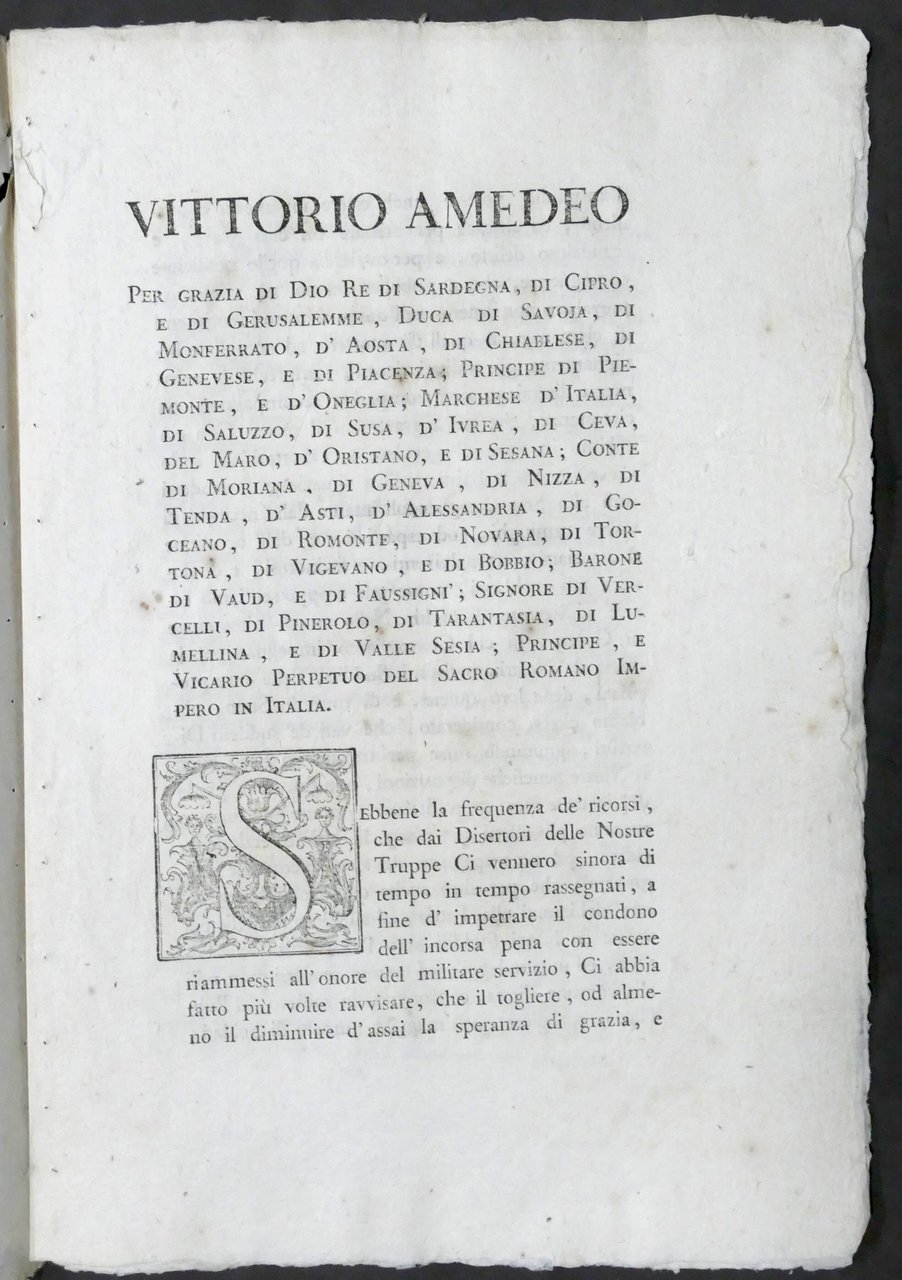 VITTORIO AMEDEO
PER GRAZIA DI DIO RE DI SARDEGNA, DI CIPRO,
E DI GERUSALEMME, DUCA DI SAVOJA, DI
MONFERRATO, D' AOSTA, DI CHIABLESE, DI
GENEVESE, E DI PIACENZA; PRINCIPE DI PIE-
MONTE, E D' ONEGLIA; MARCHESE D' ITALIA,
DI SALUZZO, DI SUSA, D' IVREA, DI CEVA,
DEL MARO, D' ORISTANO, E DI SESANA; CONTE
DI MORIANA, DI GENEVA, DI NIZZA, DI
TENDA, D' ASTI, D' ALESSANDRIA, DI GO-
CEANO, DI ROMONTE, DI NOVARA, DI TOR-
TONA, DI VIGEVANO, E DI BOBBIO; BARONE
DI VAUD, E DI FAUSSIGNI'; SIGNORE DI VER-
CELLI, DI PINEROLO, DI TARANTASIA, DI LU-
MELLINA, E DI VALLE SESIA; PRINCIPE, E
VICARIO PERPETUO DEL SACRO ROMANO IM-
PERO IN ITALIA.
SEbbene la frequenza de' ricorsi,
che dai Disertori delle Nostre
Truppe Ci vennero sinora di
tempo in tempo rassegnati, a
fine d' impetrare il condono
dell' incorsa pena con essere
riammessi all' onore del militare servizio, Ci abbia
fatto più volte ravvisare, che il togliere, od alme-
no il diminuire d' assai la speranza di grazia, e